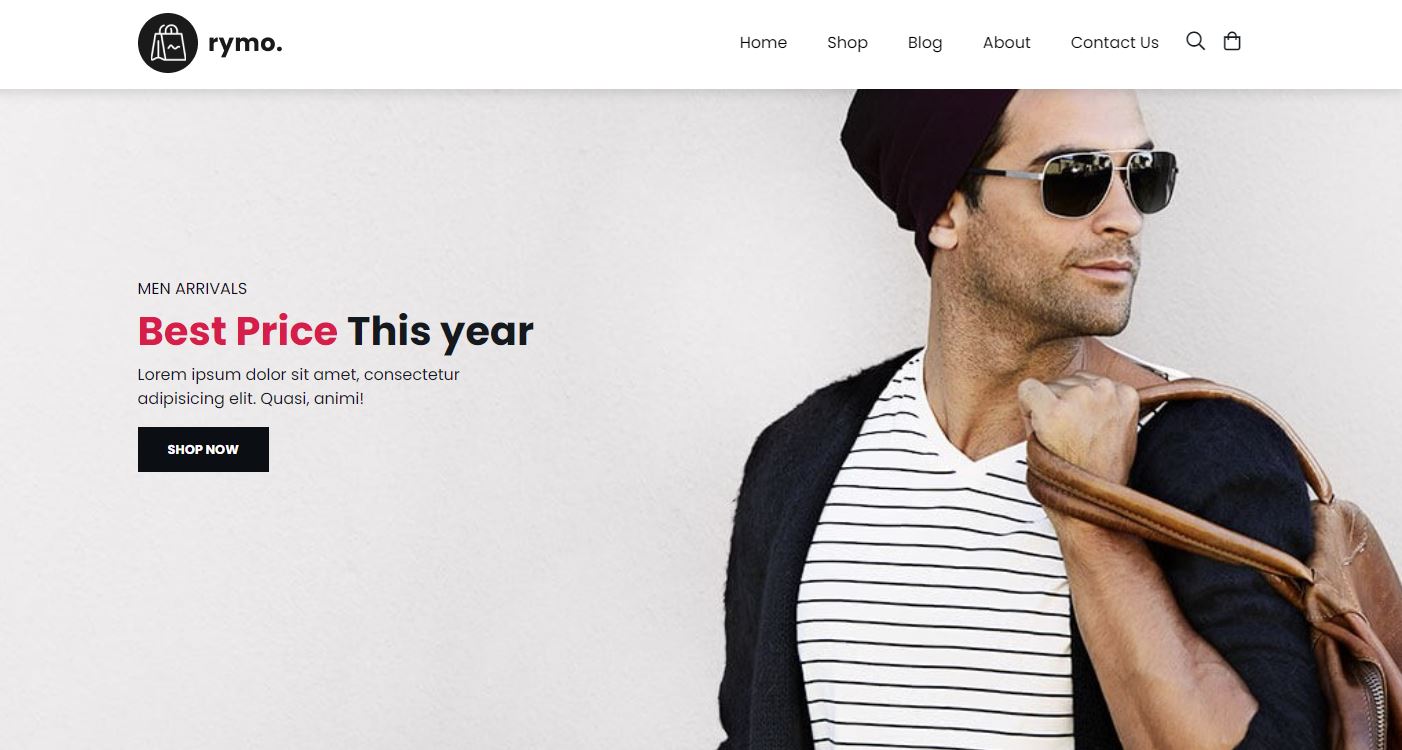 rymo.
Home Shop Blog About Contact Us
MEN ARRIVALS
Best Price This year
Lorem ipsum dolor sit amet, consectetur
adipisicing elit. Quasi, animi!
SHOP NOW